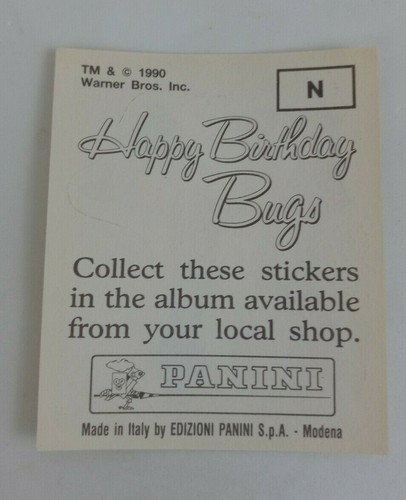 TM & © 1990
Warner Bros. Inc.
N
Happy Birthday
Bugs
Collect these stickers
in the album available
from your local shop.
PANINI
Made in Italy by EDIZIONI PANINI S.p.A. - Modena